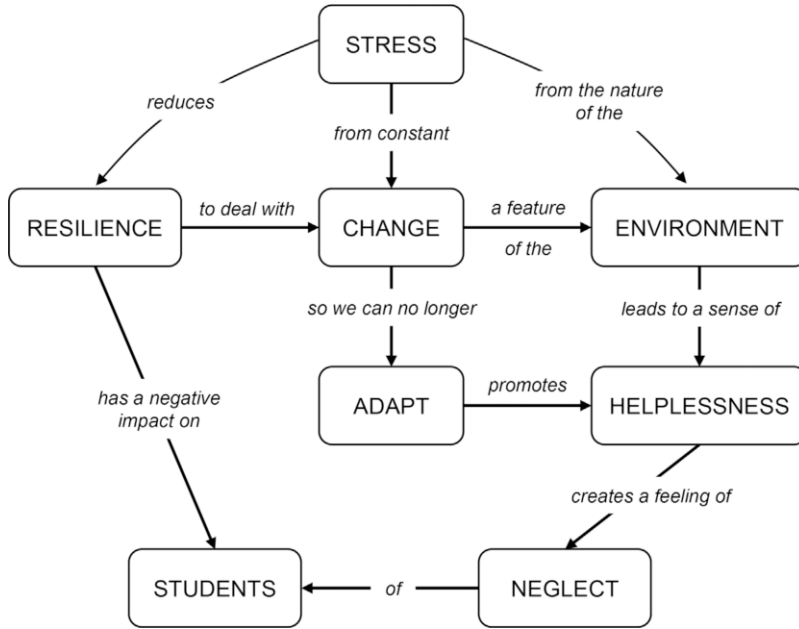 STRESS
reduces
from the nature
of the
from constant
RESILIENCE
to deal with
CHANGE
a feature
of the
ENVIRONMENT
so we can no longer
leads to a sense of
has a negative
impact on
ADAPT
promotes
HELPLESSNESS
creates a feeling of
STUDENTS
of
NEGLECT